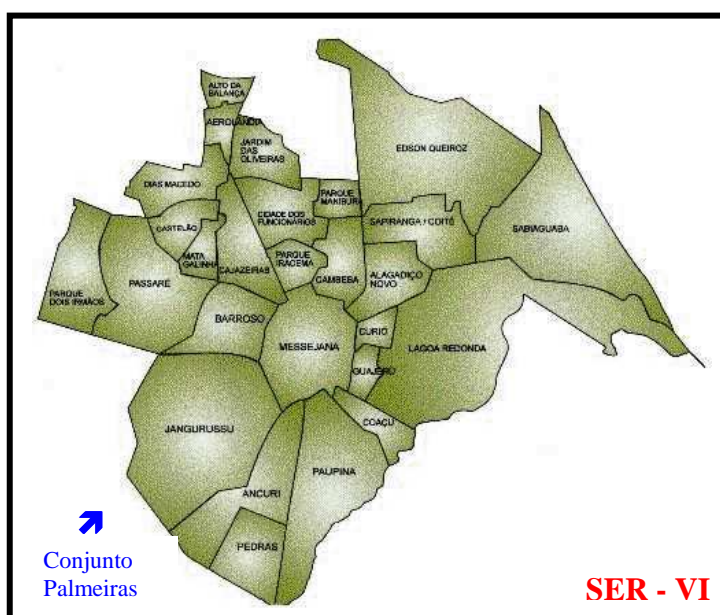 ALTO DA
BALANÇA
AEROLÂNDIA
JARDIM
DAS
OLIVEIRAS
EDSON QUEIROZ
DIAS MACEDO
PARQUE
MANIBURA
CIDADE DOS
FUNCIONÁRIOS
SAPIRANGA / COITÉ
SABIAGUABA
CASTELÃO
MATA
GALINHA
CAJAZEIRAS
PARQUE
IRACEMA
CAMBEBA
ALAGADIÇO
NOVO
PARQUE
DOIS IRMÃOS
PASSARÉ
BARROSO
MESSEJANA
CURIÓ
LAGOA REDONDA
GUAJERÚ
COAÇU
JANGURUSSU
PAUPINA
ANCURI
PEDRAS
Conjunto
Palmeiras
SER - VI